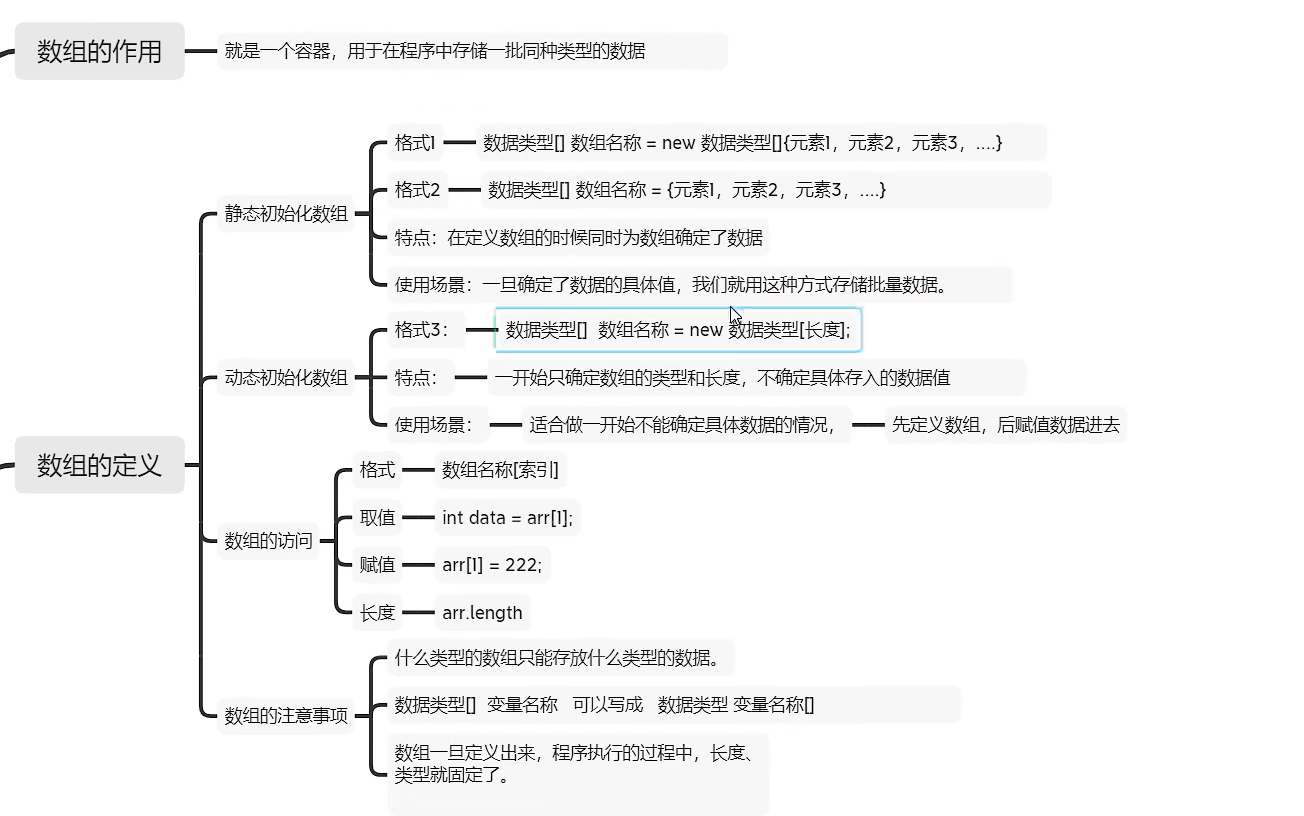 数组的作用
就是一个容器，用于在程序中存储一批同种类型的数据
数组的定义
静态初始化数组
格式1
数据类型[] 数组名称 = new 数据类型[]{元素1，元素2，元素3，....}
格式2
数据类型[] 数组名称 = {元素1，元素2，元素3，....}
特点：在定义数组的时候同时为数组确定了数据
使用场景：一旦确定了数据的具体值，我们就用这种方式存储批量数据。
动态初始化数组
格式3：
数据类型[]  数组名称 = new 数据类型[长度];
特点：
一开始只确定数组的类型和长度，不确定具体存入的数据值
使用场景：
适合做一开始不能确定具体数据的情况，
先定义数组，后赋值数据进去
数组的访问
格式
数组名称[索引]
取值
int data = arr[1];
赋值
arr[1] = 222;
长度
arr.length
数组的注意事项
什么类型的数组只能存放什么类型的数据。
数据类型[]  变量名称   可以写成   数据类型 变量名称[]
数组一旦定义出来，程序执行的过程中，长度、
类型就固定了。